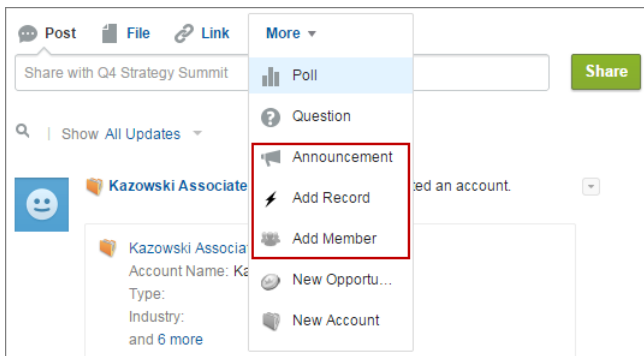 Post File Link More
Share with Q4 Strategy Summit Share
Poll
Question
Show All Updates
Announcement
Kazowski Associate ted an account.
Add Record
Add Member
Kazowski Associa
Account Name: Ka
Type:
New Opportu...
Industry:
New Account
and 6 more